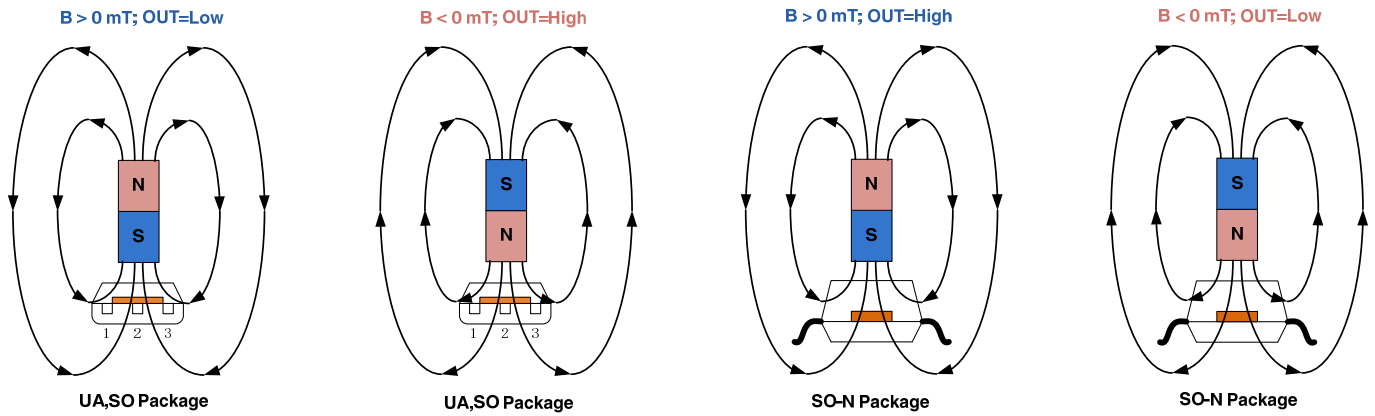 B > 0 mT; OUT=Low
B < 0 mT; OUT=High
B > 0 mT; OUT=High
B < 0 mT; OUT=Low
N
S
S
N
N
S
S
N
1 2 3
1 2 3
UA,SO Package
UA,SO Package
SO-N Package
SO-N Package